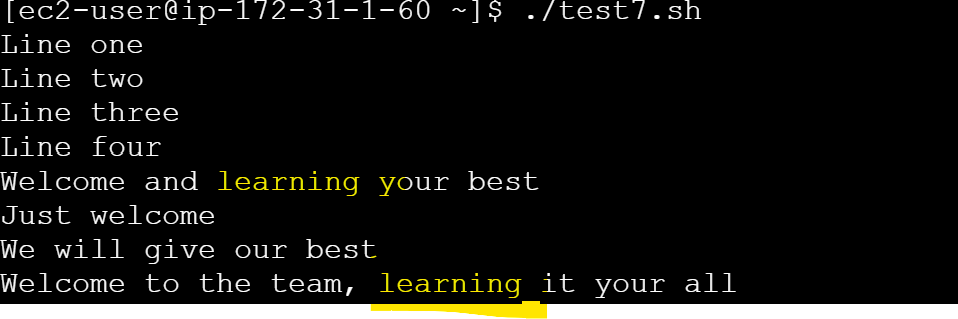 [ec2-user@ip-172-31-1-60 ~]$ ./test7.sh
Line one
Line two
Line three
Line four
Welcome and learning your best
Just welcome
We will give our best
Welcome to the team, learning it your all